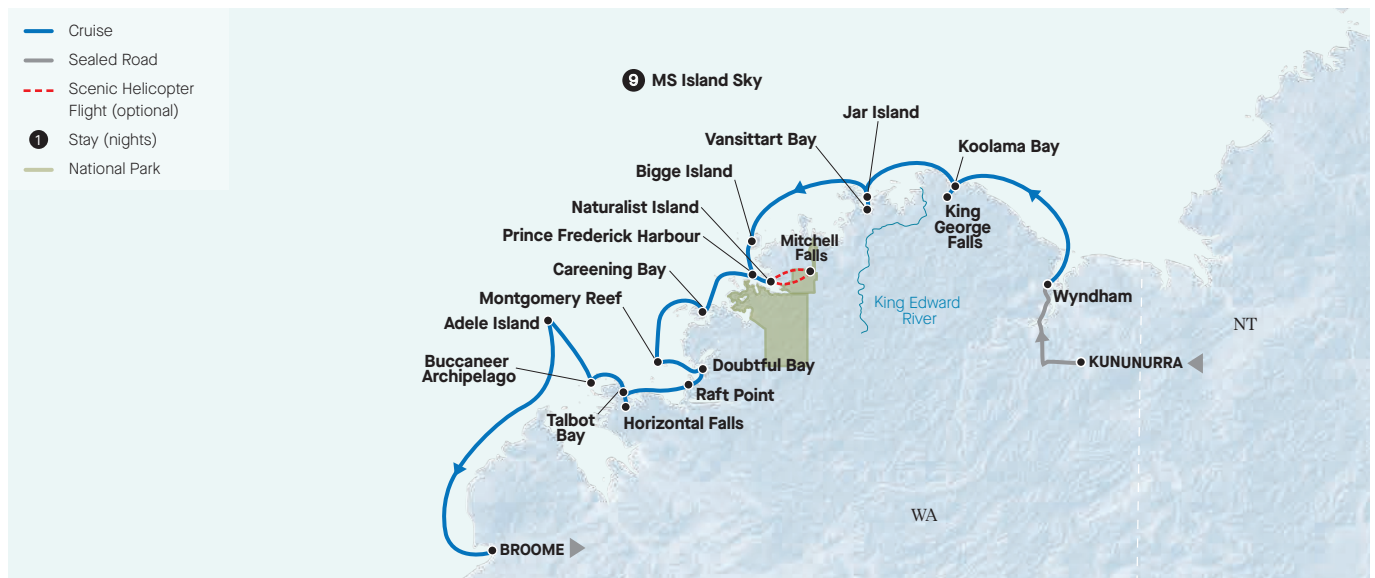 Cruise
Sealed Road
Scenic Helicopter
Flight (optional)
1 Stay (nights)
National Park
9 MS Island Sky
Jar Island
Vansittart Bay
Koolama Bay
Bigge Island
Naturalist Island
King
George
Falls
Prince Frederick Harbour
Mitchell
Falls
Careening Bay
Montgomery Reef
King Edward
River
Wyndham
Adele Island
NT
Buccaneer
Archipelago
Doubtful Bay
KUNUNURRA
Raft Point
Talbot
Bay
Horizontal Falls
WA
BROOME